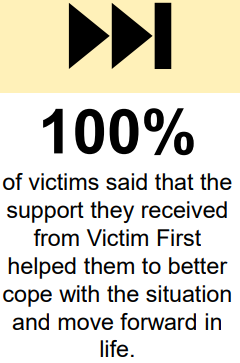 100%
of victims said that the
support they received
from Victim First
helped them to better
cope with the situation
and move forward in
life.